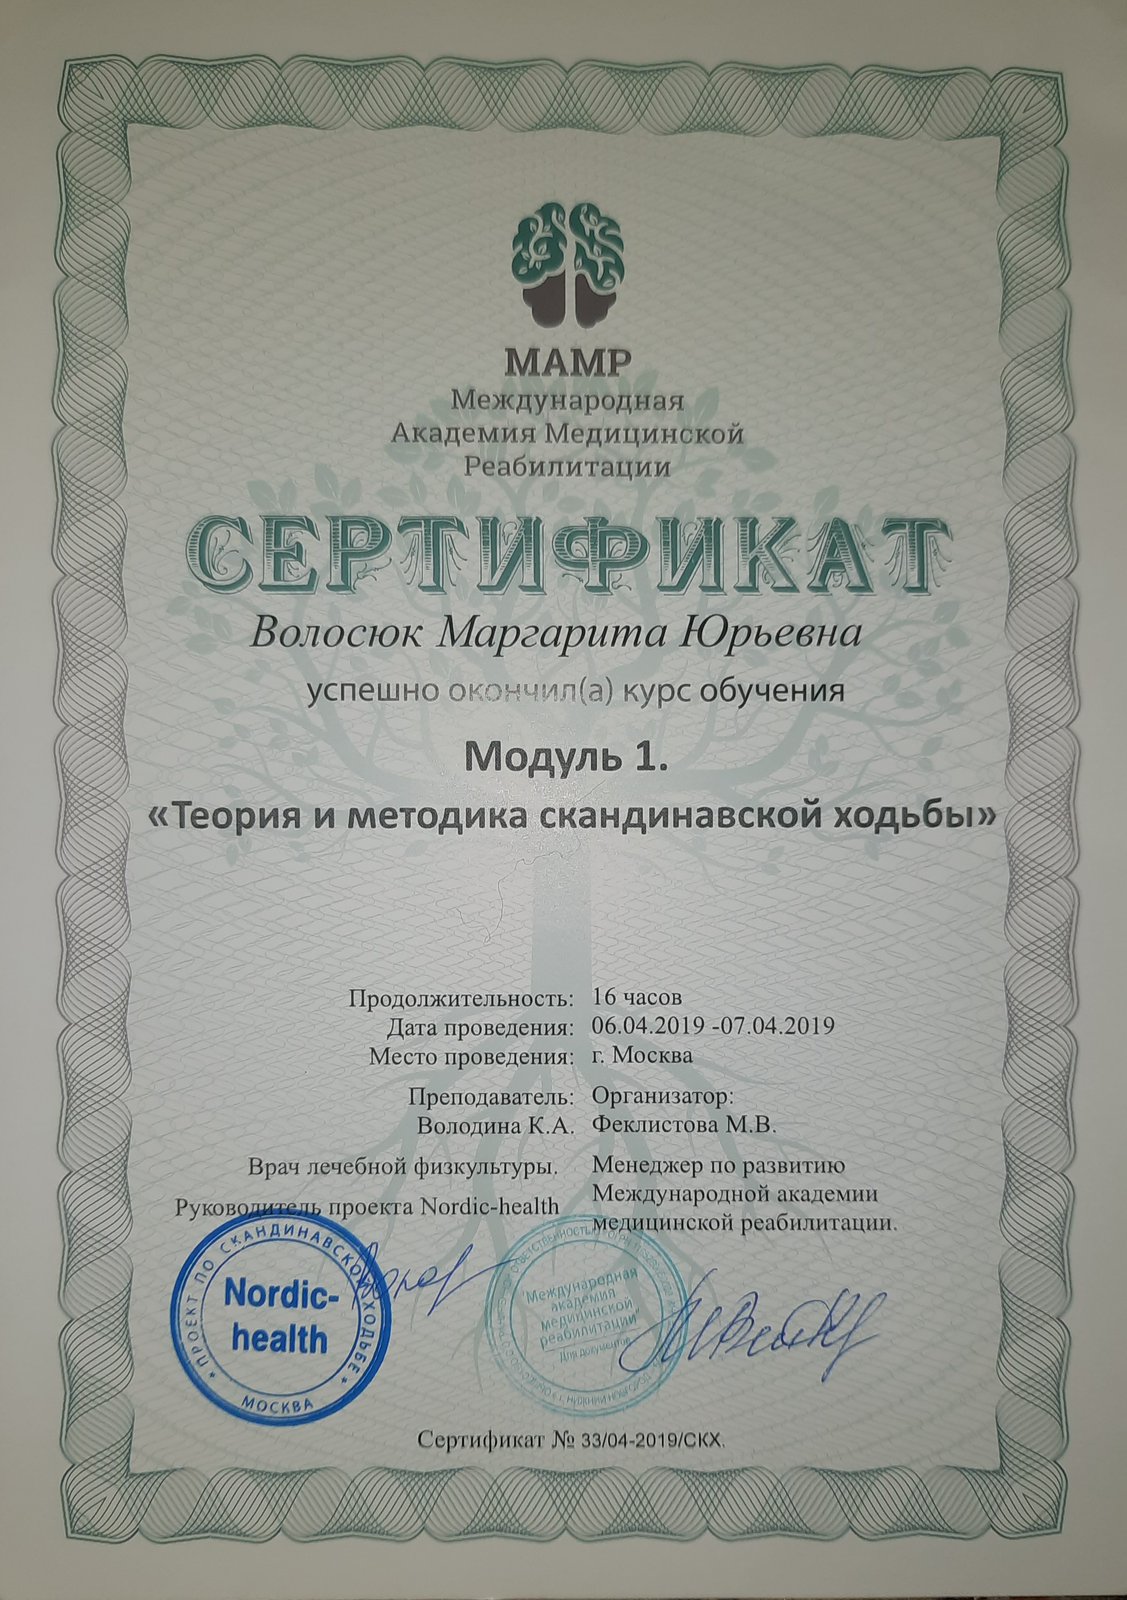 МАМР
Международная
Академия Медицинской
Реабилитации
СЕРТИФИКАТ
Волосюк Маргарита Юрьевна
успешно окончил(а) курс обучения
Модуль 1.
«Теория и методика скандинавской ходьбы»
Продолжительность: 16 часов
Дата проведения: 06.04.2019 -07.04.2019
Место проведения: г. Москва
Преподаватель: Организатор:
Володина К.А. Феклистова М.В.
Врач лечебной физкультуры. Менеджер по развитию
Руководитель проекта Nordic-health Международной академии
медицинской реабилитации.
ПРОЕКТ ПО СКАНДИНАВСКОЙ ХОДЬБЕ
Nordic-
health
МОСКВА
"Международная
академия
медицинской
реабилитации"
Для документов
г. НИЖНИЙ НОВГОРОД
Сертификат № 33/04-2019/СКХ.